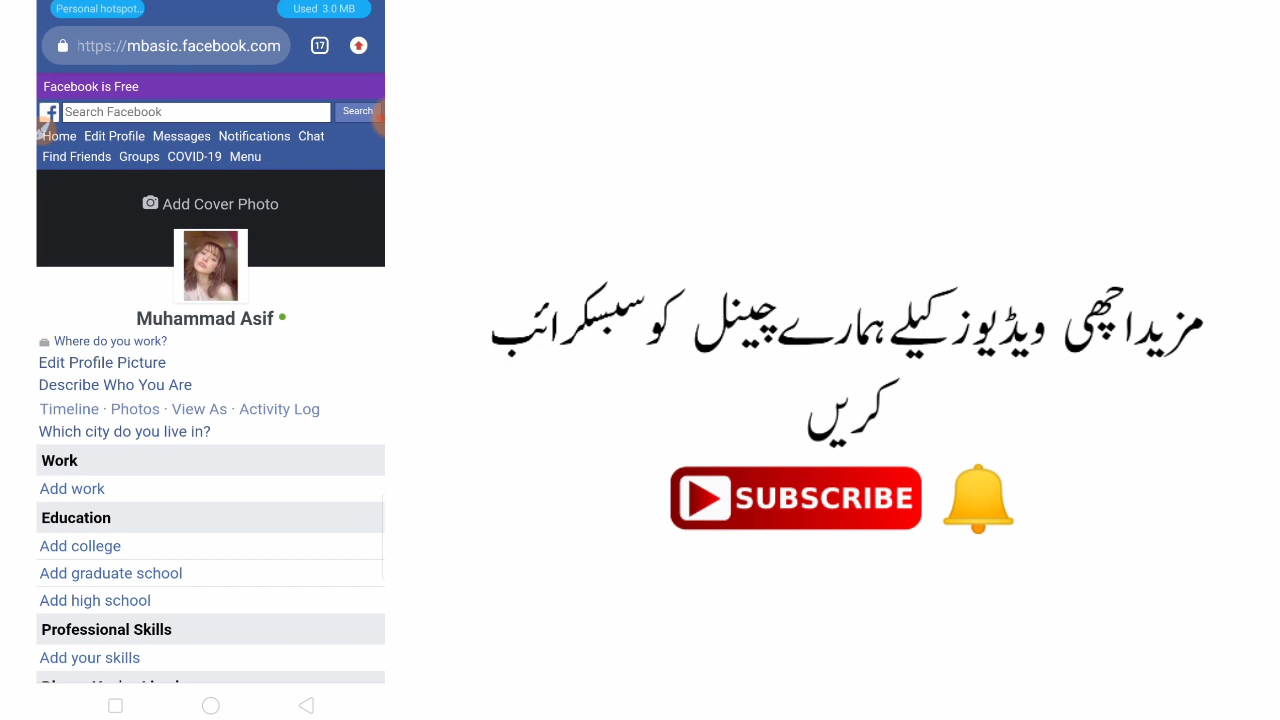 Personal hotspot..
Used 3.0 MB
https://mbasic.facebook.com
17
Facebook is Free
Search Facebook
Search
Home Edit Profile Messages Notifications Chat
Find Friends Groups COVID-19 Menu
Add Cover Photo
Muhammad Asif
Where do you work?
Edit Profile Picture
Describe Who You Are
Timeline · Photos · View As · Activity Log
Which city do you live in?
Work
Add work
Education
Add college
Add graduate school
Add high school
Professional Skills
Add your skills
مزید اچھی ویڈیوز کیلے ہمارے چینل کو سبسکرائب
کریں
SUBSCRIBE